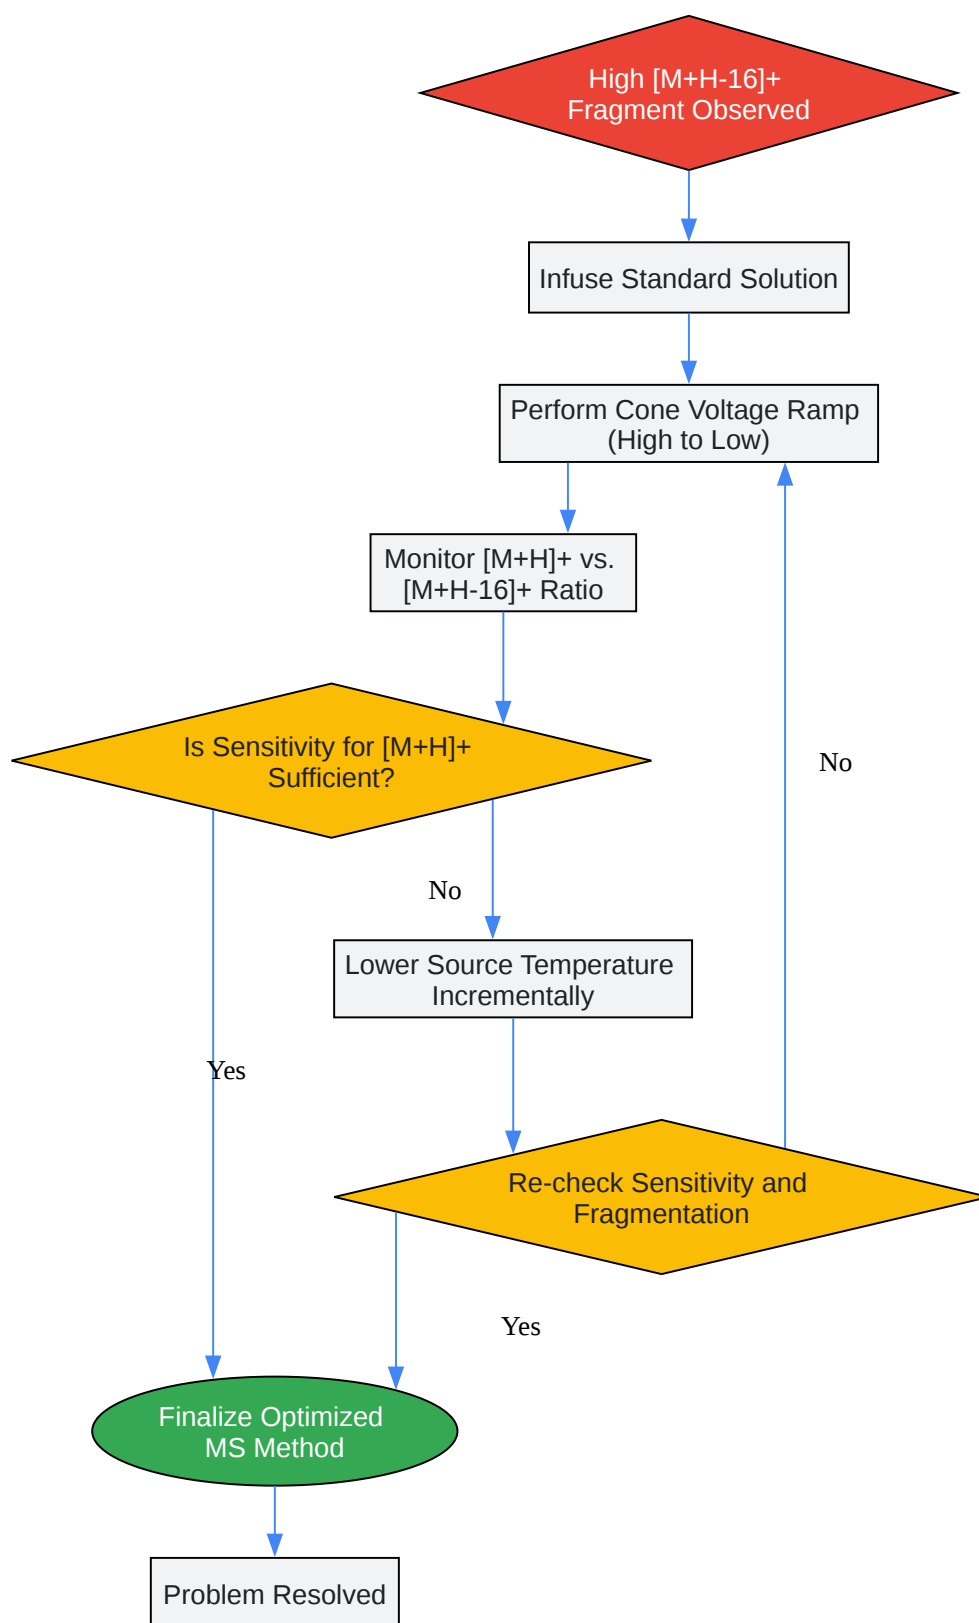 High [M+H-16]+
Fragment Observed
Infuse Standard Solution
Perform Cone Voltage Ramp
(High to Low)
Monitor [M+H]+ vs.
[M+H-16]+ Ratio
Is Sensitivity for [M+H]+
Sufficient?
No
No
Lower Source Temperature
Incrementally
Yes
Re-check Sensitivity and
Fragmentation
Yes
Finalize Optimized
MS Method
Problem Resolved